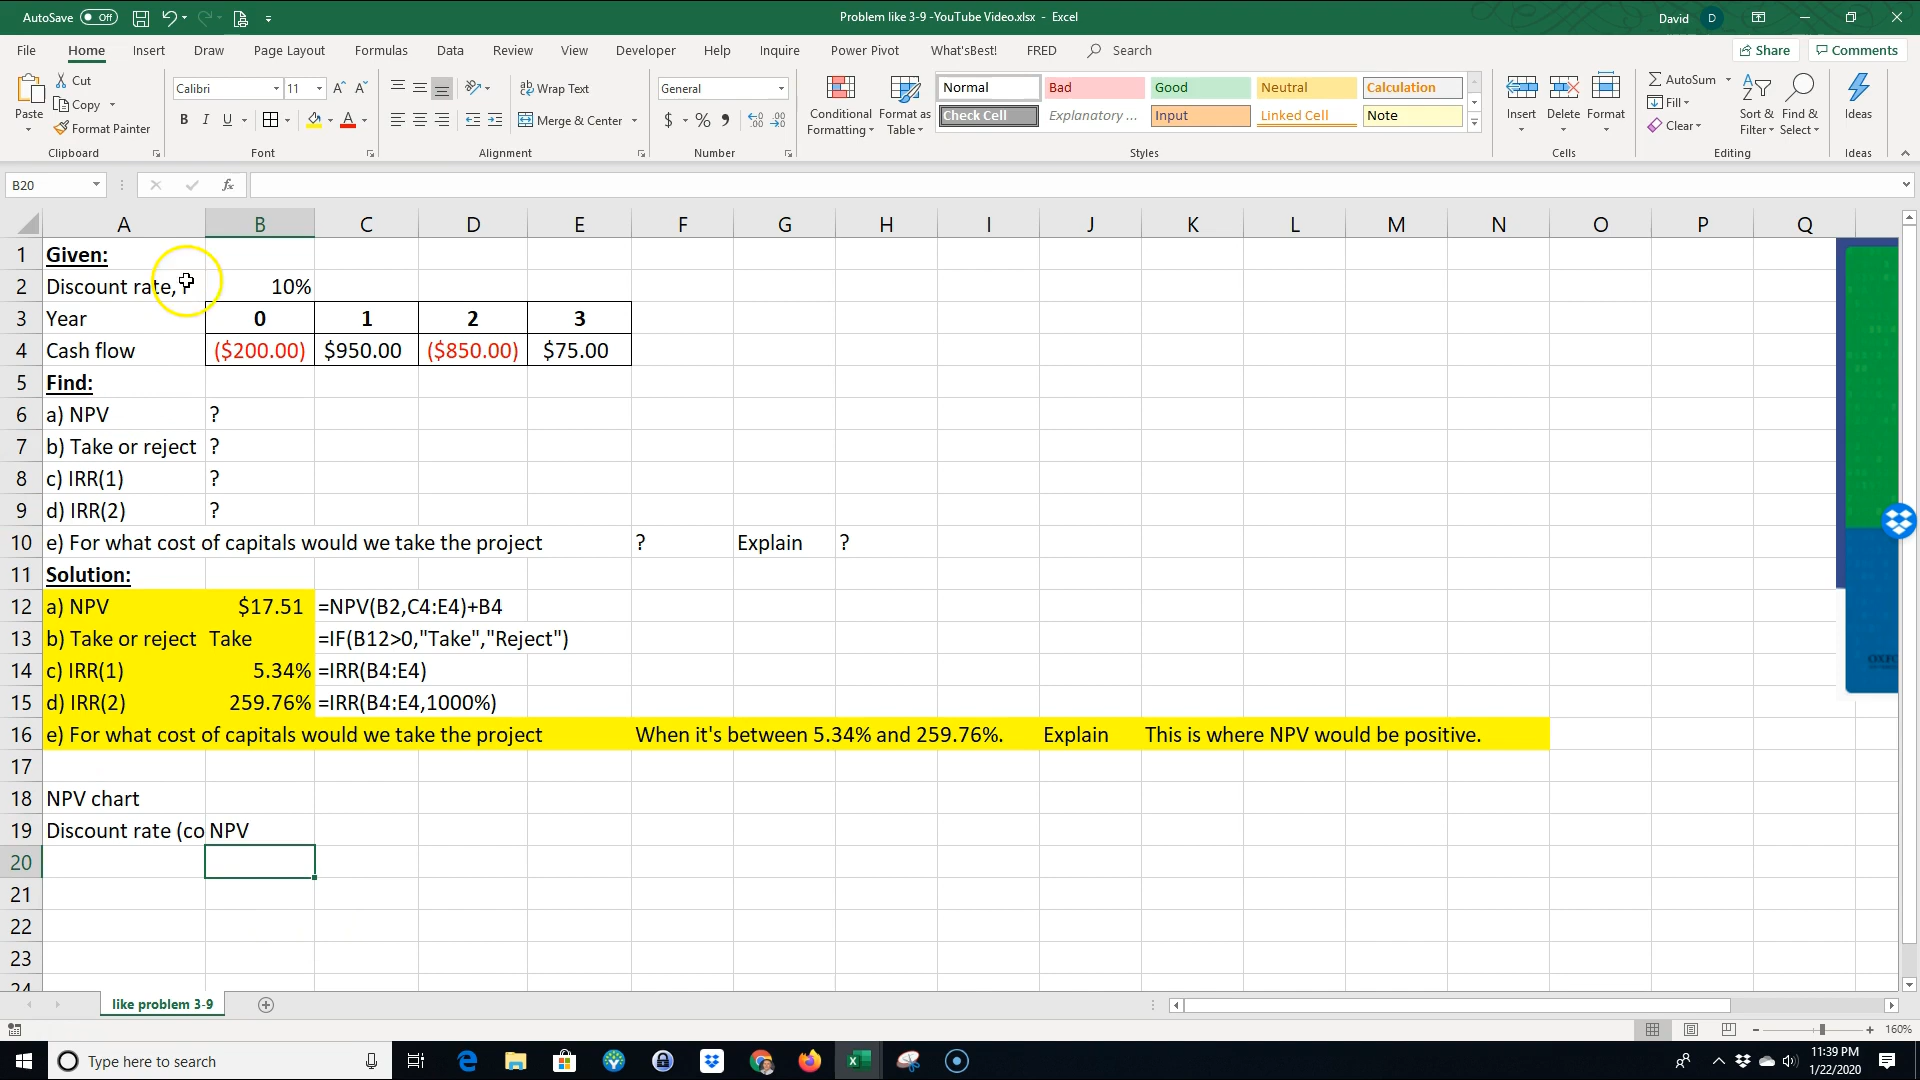 AutoSave Off
Problem like 3-9 -YouTube Video.xlsx - Excel
David D
File Home Insert Draw Page Layout Formulas Data Review View Developer Help Inquire Power Pivot What'sBest! FRED Search
Share Comments
Paste
Cut
Copy
Format Painter
Clipboard
Calibri 11
B I U
Font
Wrap Text
Merge & Center
Alignment
General
$ % 9
Number
Conditional Formatting
Format as Table
Normal Bad Good Neutral Calculation
Check Cell Explanatory ... Input Linked Cell Note
Styles
Insert Delete Format
Cells
AutoSum
Fill
Clear
Sort & Filter
Find & Select
Editing
Ideas
Ideas
B20
fx
A B C D E F G H I J K L M N O P Q
1 Given:
2 Discount rate, r 10%
3 Year 0 1 2 3
4 Cash flow ($200.00) $950.00 ($850.00) $75.00
5 Find:
6 a) NPV ?
7 b) Take or reject ?
8 c) IRR(1) ?
9 d) IRR(2) ?
10 e) For what cost of capitals would we take the project ? Explain ?
11 Solution:
12 a) NPV $17.51 =NPV(B2,C4:E4)+B4
13 b) Take or reject Take =IF(B12>0,"Take","Reject")
14 c) IRR(1) 5.34% =IRR(B4:E4)
15 d) IRR(2) 259.76% =IRR(B4:E4,1000%)
16 e) For what cost of capitals would we take the project When it's between 5.34% and 259.76%. Explain This is where NPV would be positive.
17
18 NPV chart
19 Discount rate (co NPV
20
21
22
23
24
like problem 3-9
160%
Type here to search
11:39 PM
1/22/2020